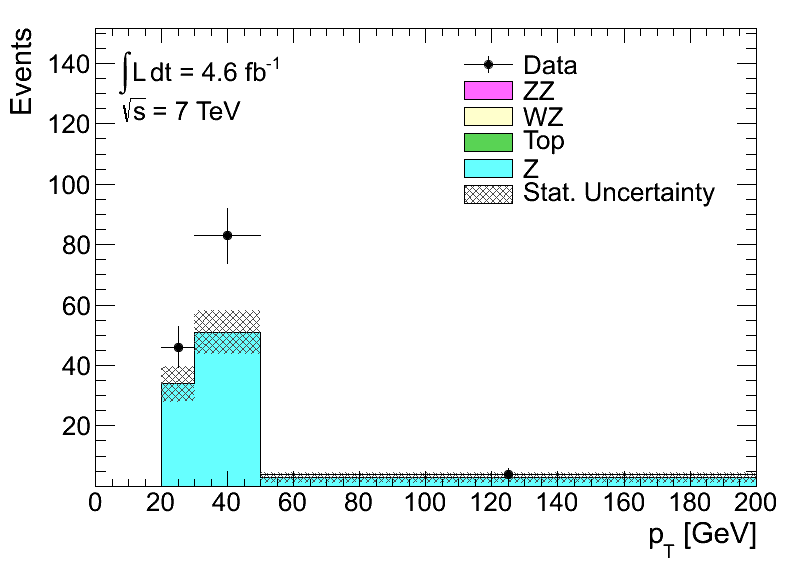 Events
140
120
100
80
60
40
20
∫L dt = 4.6 fb⁻¹
√s = 7 TeV
Data
ZZ
WZ
Top
Z
Stat. Uncertainty
0 20 40 60 80 100 120 140 160 180 200
p_T [GeV]